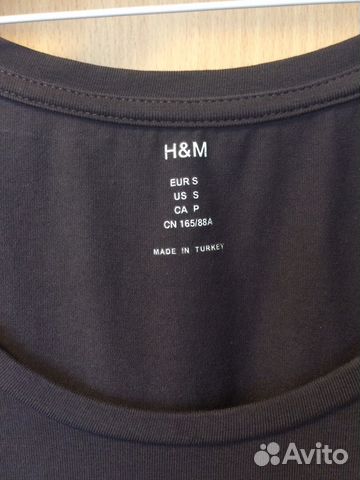 H&M
EUR S
US S
CA P
CN 165/88A
MADE IN TURKEY
Avito